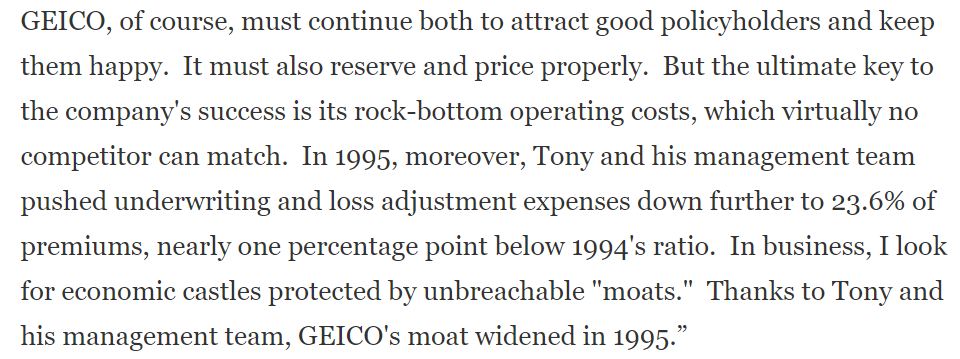 GEICO, of course, must continue both to attract good policyholders and keep
them happy.  It must also reserve and price properly.  But the ultimate key to
the company's success is its rock-bottom operating costs, which virtually no
competitor can match.  In 1995, moreover, Tony and his management team
pushed underwriting and loss adjustment expenses down further to 23.6% of
premiums, nearly one percentage point below 1994's ratio.  In business, I look
for economic castles protected by unbreachable "moats."  Thanks to Tony and
his management team, GEICO's moat widened in 1995.”